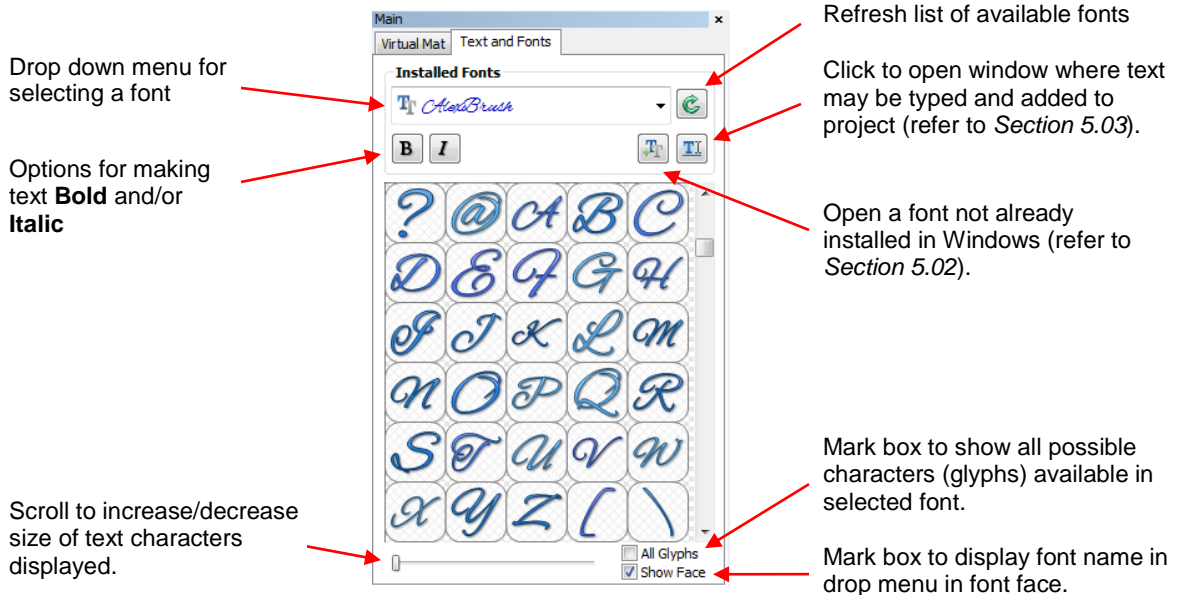 Main
Virtual Mat Text and Fonts
Installed Fonts
AlexBrush
B I
? @ A B C
D E F G H
I J K L M
N O P Q R
S T U V W
X Y Z [ \
All Glyphs
Show Face
Drop down menu for
selecting a font
Options for making
text Bold and/or
Italic
Scroll to increase/decrease
size of text characters
displayed.
Refresh list of available fonts
Click to open window where text
may be typed and added to
project (refer to Section 5.03).
Open a font not already
installed in Windows (refer to
Section 5.02).
Mark box to show all possible
characters (glyphs) available in
selected font.
Mark box to display font name in
drop menu in font face.